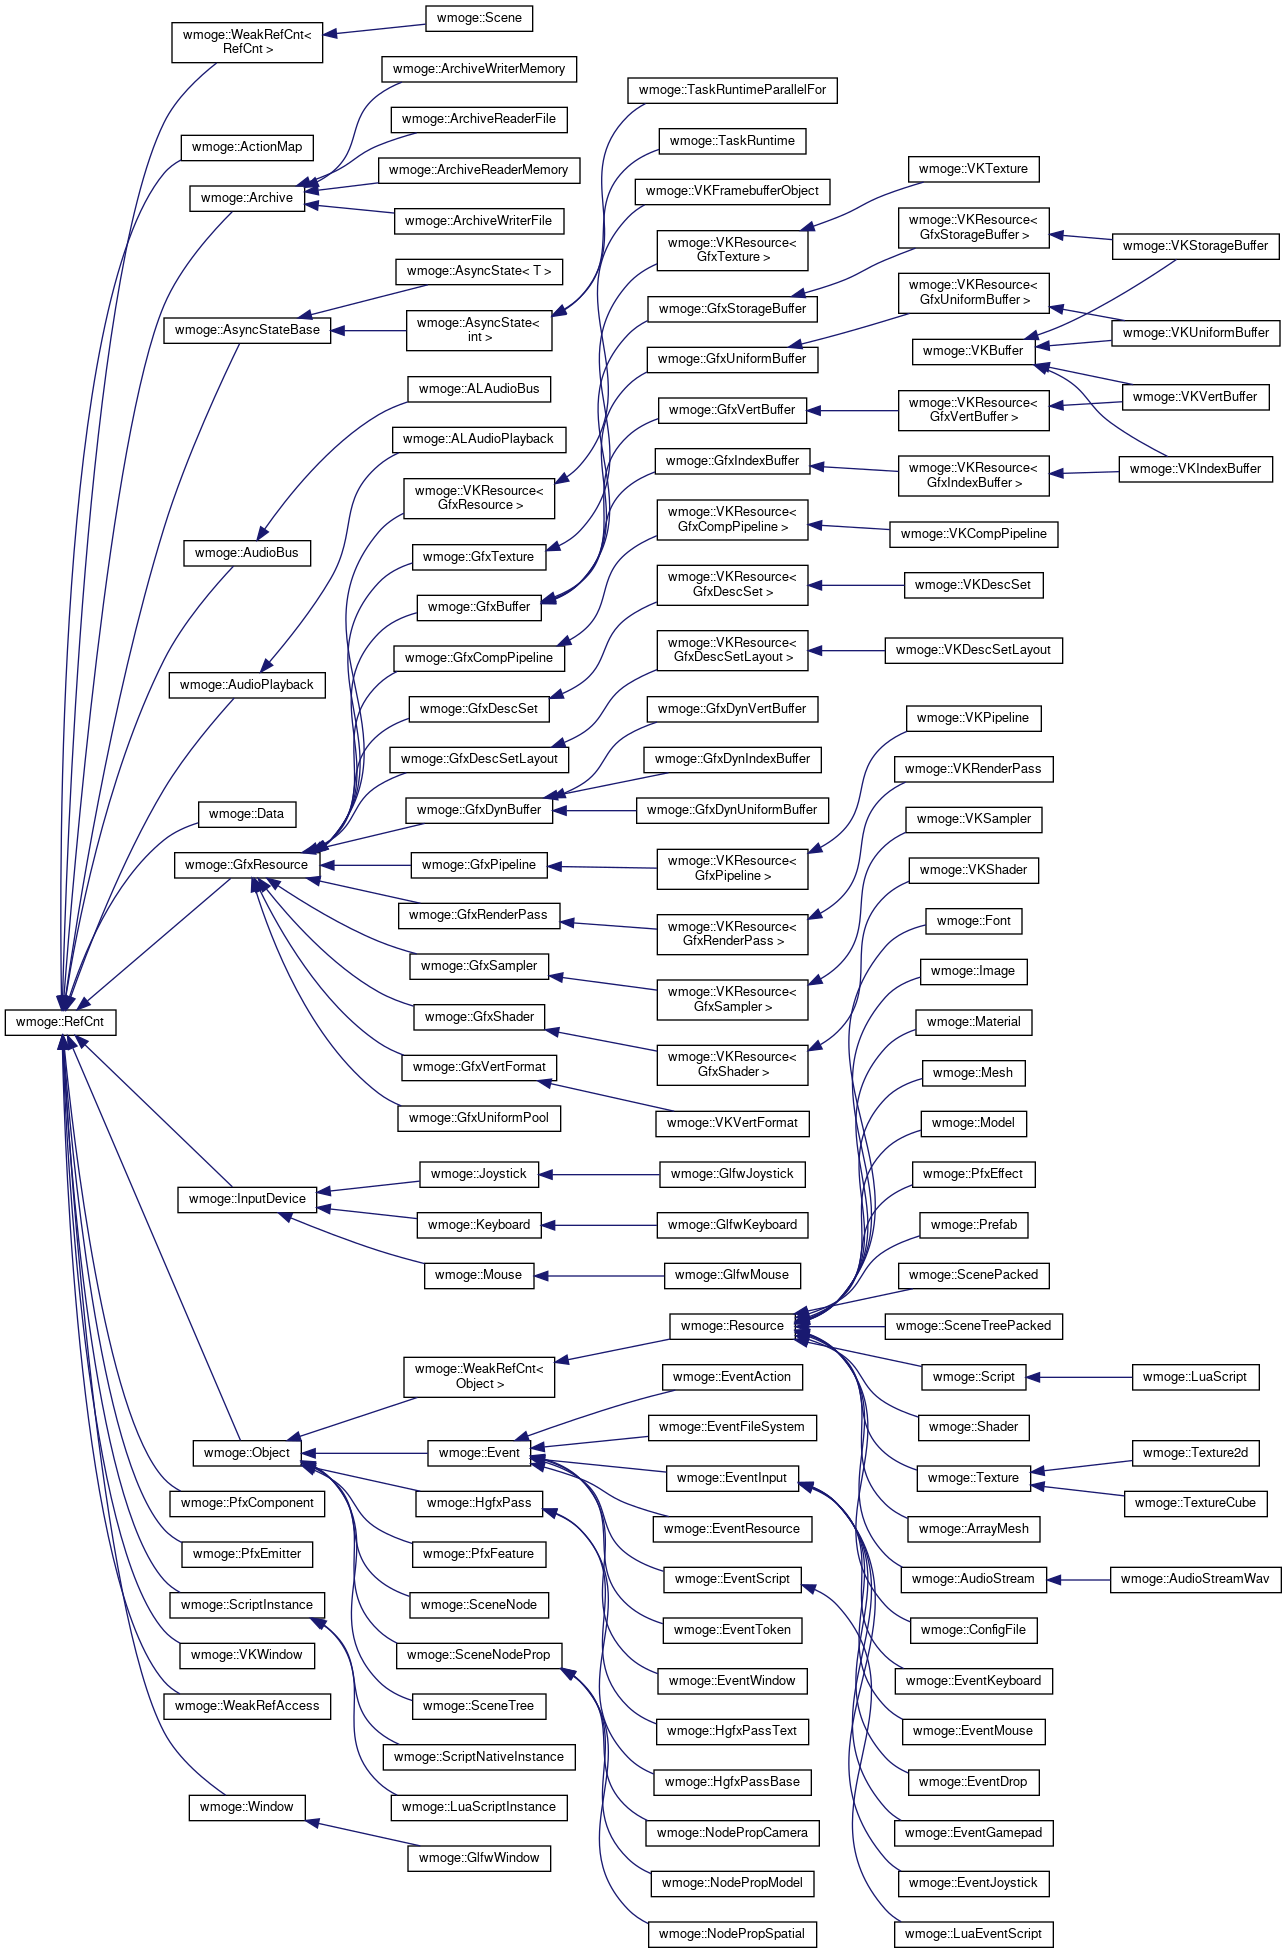 wmoge::RefCnt
wmoge::WeakRefCnt<
RefCnt >
wmoge::ActionMap
wmoge::Archive
wmoge::AsyncStateBase
wmoge::AudioBus
wmoge::AudioPlayback
wmoge::Data
wmoge::GfxResource
wmoge::InputDevice
wmoge::Object
wmoge::PfxComponent
wmoge::PfxEmitter
wmoge::ScriptInstance
wmoge::VKWindow
wmoge::WeakRefAccess
wmoge::Window
wmoge::Scene
wmoge::ArchiveWriterMemory
wmoge::ArchiveReaderFile
wmoge::ArchiveReaderMemory
wmoge::ArchiveWriterFile
wmoge::AsyncState< T >
wmoge::AsyncState<
int >
wmoge::ALAudioBus
wmoge::ALAudioPlayback
wmoge::VKResource<
GfxResource >
wmoge::GfxTexture
wmoge::GfxBuffer
wmoge::GfxCompPipeline
wmoge::GfxDescSet
wmoge::GfxDescSetLayout
wmoge::GfxDynBuffer
wmoge::GfxPipeline
wmoge::GfxRenderPass
wmoge::GfxSampler
wmoge::GfxShader
wmoge::GfxVertFormat
wmoge::GfxUniformPool
wmoge::Joystick
wmoge::Keyboard
wmoge::Mouse
wmoge::WeakRefCnt<
Object >
wmoge::Event
wmoge::HgfxPass
wmoge::PfxFeature
wmoge::SceneNode
wmoge::SceneNodeProp
wmoge::SceneTree
wmoge::ScriptNativeInstance
wmoge::LuaScriptInstance
wmoge::GlfwWindow
wmoge::TaskRuntimeParallelFor
wmoge::TaskRuntime
wmoge::VKFramebufferObject
wmoge::VKResource<
GfxTexture >
wmoge::GfxStorageBuffer
wmoge::GfxUniformBuffer
wmoge::GfxVertBuffer
wmoge::GfxIndexBuffer
wmoge::VKResource<
GfxCompPipeline >
wmoge::VKResource<
GfxDescSet >
wmoge::VKResource<
GfxDescSetLayout >
wmoge::GfxDynVertBuffer
wmoge::GfxDynIndexBuffer
wmoge::GfxDynUniformBuffer
wmoge::VKResource<
GfxPipeline >
wmoge::VKResource<
GfxRenderPass >
wmoge::VKResource<
GfxSampler >
wmoge::VKResource<
GfxShader >
wmoge::VKVertFormat
wmoge::GlfwJoystick
wmoge::GlfwKeyboard
wmoge::GlfwMouse
wmoge::Resource
wmoge::EventAction
wmoge::EventFileSystem
wmoge::EventInput
wmoge::EventResource
wmoge::EventScript
wmoge::EventToken
wmoge::EventWindow
wmoge::HgfxPassText
wmoge::HgfxPassBase
wmoge::NodePropCamera
wmoge::NodePropModel
wmoge::NodePropSpatial
wmoge::VKTexture
wmoge::VKResource<
GfxStorageBuffer >
wmoge::VKResource<
GfxUniformBuffer >
wmoge::VKBuffer
wmoge::VKResource<
GfxVertBuffer >
wmoge::VKResource<
GfxIndexBuffer >
wmoge::VKCompPipeline
wmoge::VKDescSet
wmoge::VKDescSetLayout
wmoge::VKPipeline
wmoge::VKRenderPass
wmoge::VKSampler
wmoge::VKShader
wmoge::Font
wmoge::Image
wmoge::Material
wmoge::Mesh
wmoge::Model
wmoge::PfxEffect
wmoge::Prefab
wmoge::ScenePacked
wmoge::SceneTreePacked
wmoge::Script
wmoge::Shader
wmoge::Texture
wmoge::ArrayMesh
wmoge::AudioStream
wmoge::ConfigFile
wmoge::EventKeyboard
wmoge::EventMouse
wmoge::EventDrop
wmoge::EventGamepad
wmoge::EventJoystick
wmoge::LuaEventScript
wmoge::VKStorageBuffer
wmoge::VKUniformBuffer
wmoge::VKVertBuffer
wmoge::VKIndexBuffer
wmoge::LuaScript
wmoge::Texture2d
wmoge::TextureCube
wmoge::AudioStreamWav